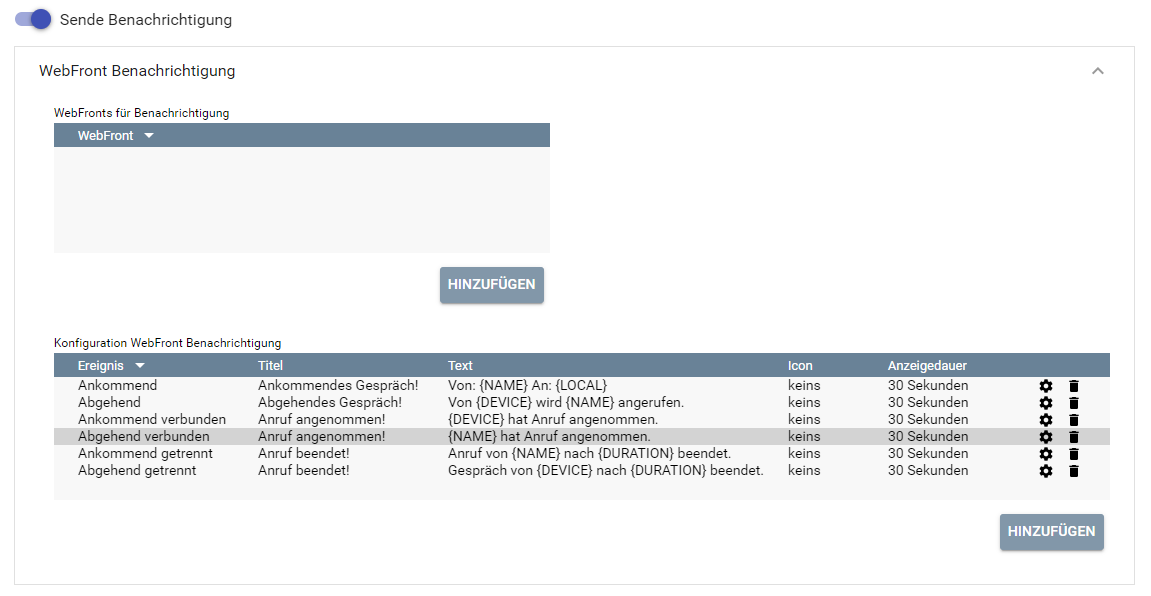 Sende Benachrichtigung
WebFront Benachrichtigung
WebFronts für Benachrichtigung
WebFront
HINZUFÜGEN
Konfiguration WebFront Benachrichtigung
Ereignis Titel Text Icon Anzeigedauer
Ankommend Ankommendes Gespräch! Von: {NAME} An: {LOCAL} keins 30 Sekunden
Abgehend Abgehendes Gespräch! Von {DEVICE} wird {NAME} angerufen. keins 30 Sekunden
Ankommend verbunden Anruf angenommen! {DEVICE} hat Anruf angenommen. keins 30 Sekunden
Abgehend verbunden Anruf angenommen! {NAME} hat Anruf angenommen. keins 30 Sekunden
Ankommend getrennt Anruf beendet! Anruf von {NAME} nach {DURATION} beendet. keins 30 Sekunden
Abgehend getrennt Anruf beendet! Gespräch von {DEVICE} nach {DURATION} beendet. keins 30 Sekunden
HINZUFÜGEN